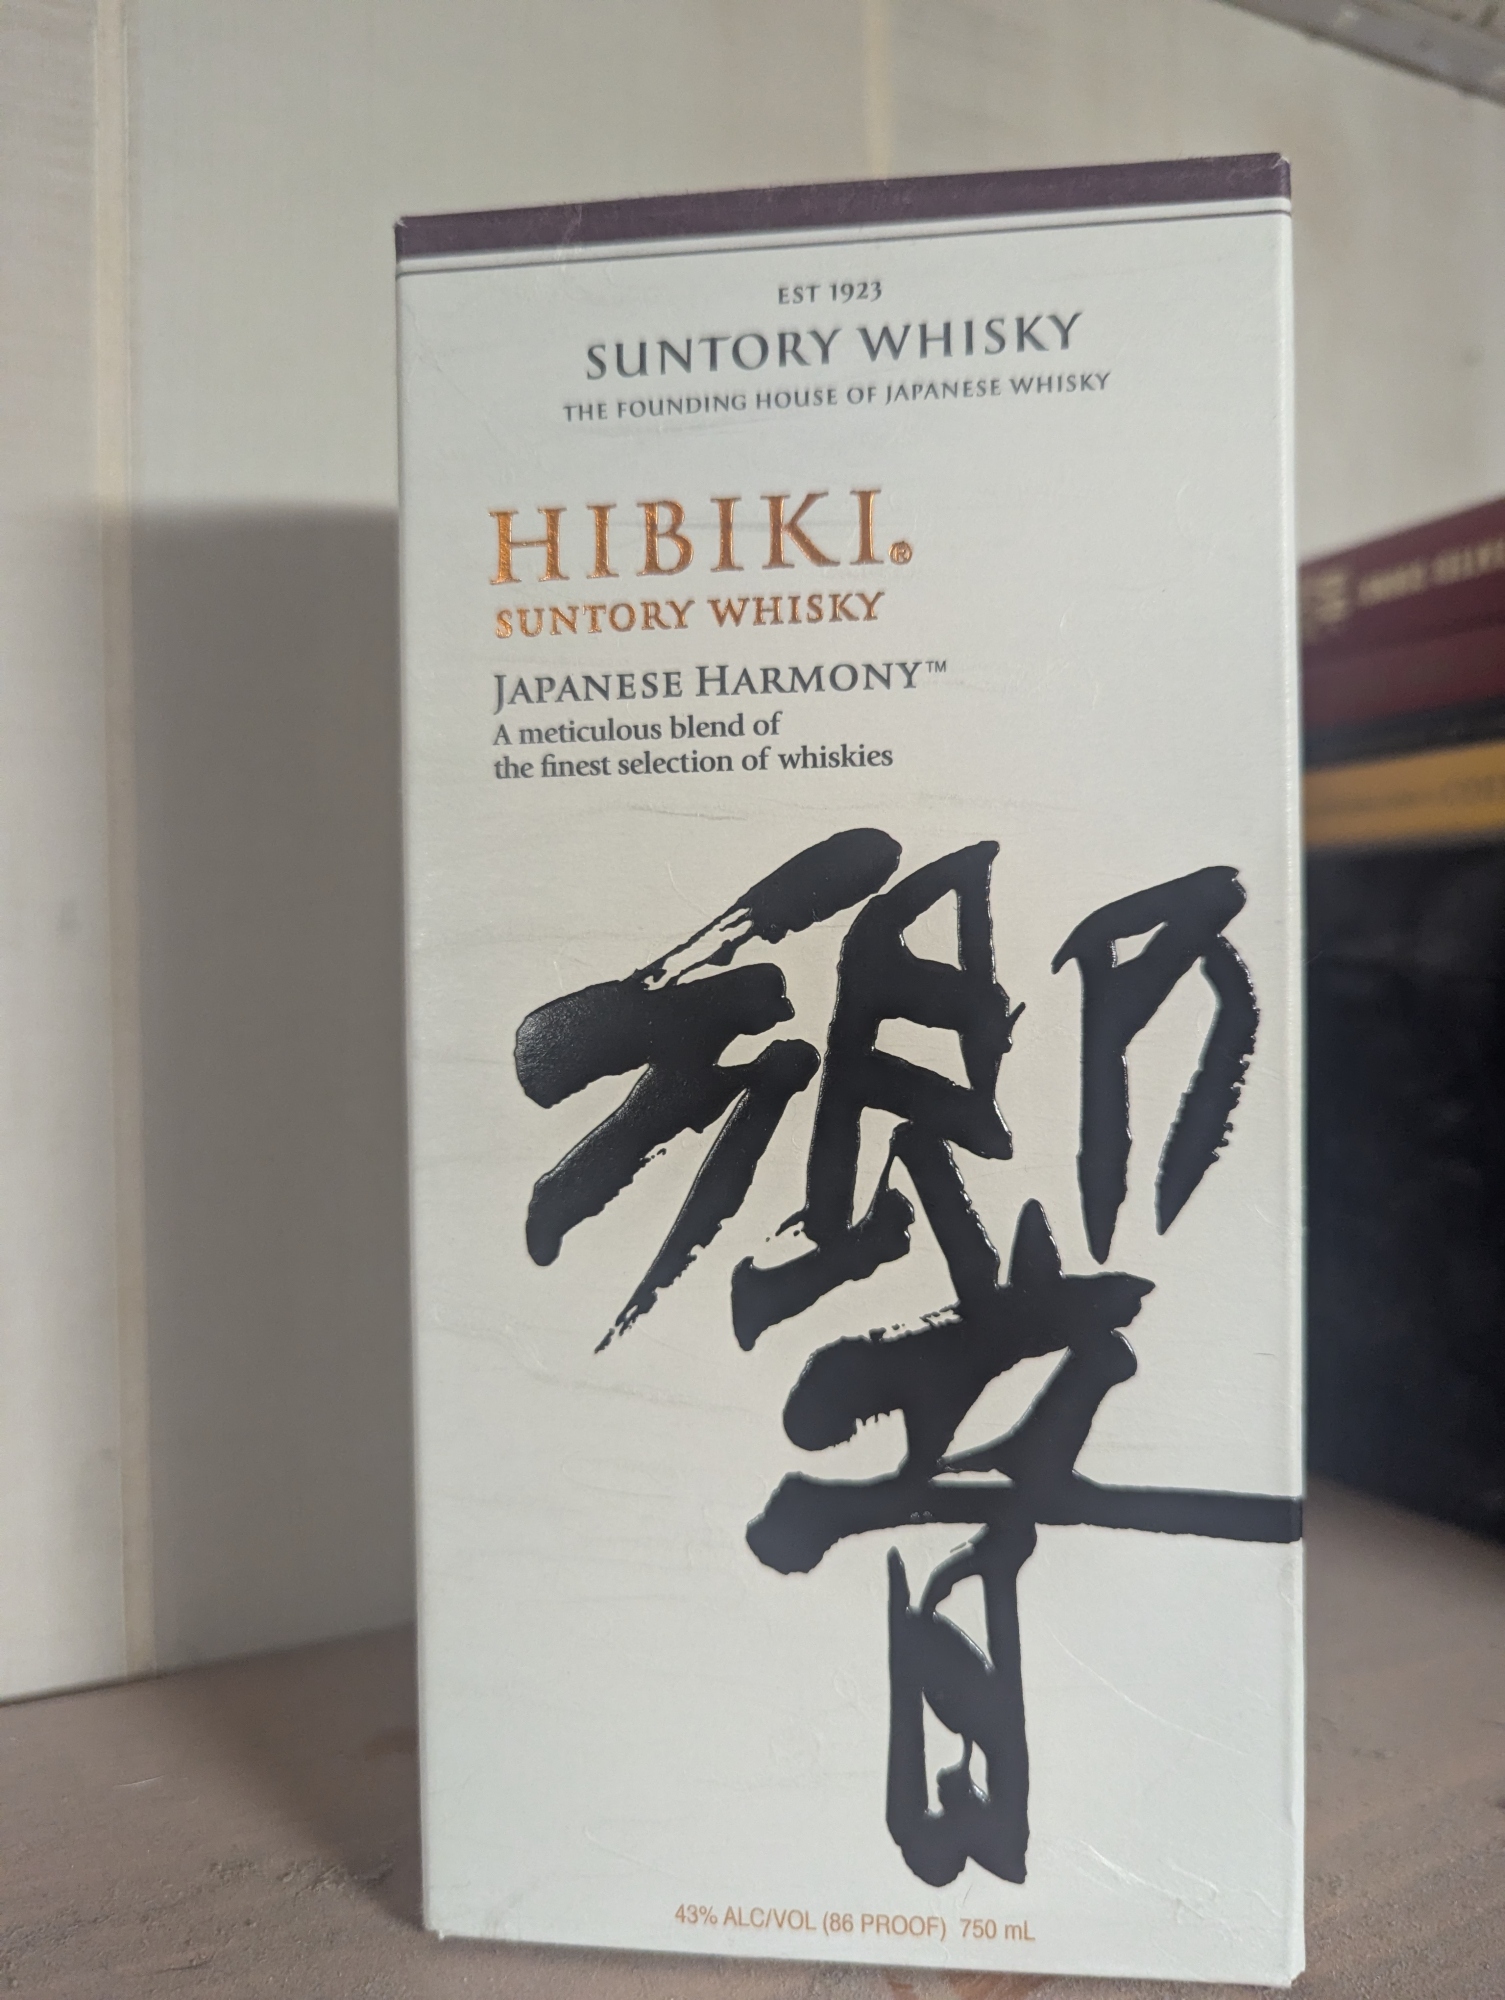 EST 1923
SUNTORY WHISKY
THE FOUNDING HOUSE OF JAPANESE WHISKY
HIBIKI®
SUNTORY WHISKY
JAPANESE HARMONY™
A meticulous blend of
the finest selection of whiskies
響
43% ALC/VOL (86 PROOF) 750 mL